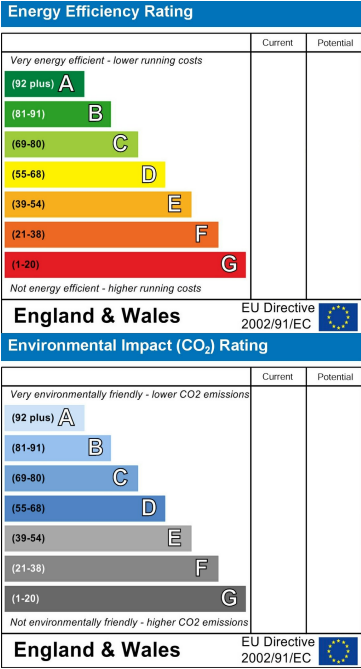 Energy Efficiency Rating
Current Potential
Very energy efficient - lower running costs
(92 plus) A
(81-91) B
(69-80) C
(55-68) D
(39-54) E
(21-38) F
(1-20) G
Not energy efficient - higher running costs
England & Wales
EU Directive
2002/91/EC
Environmental Impact (CO₂) Rating
Current Potential
Very environmentally friendly - lower CO2 emissions
(92 plus) A
(81-91) B
(69-80) C
(55-68) D
(39-54) E
(21-38) F
(1-20) G
Not environmentally friendly - higher CO2 emissions
England & Wales
EU Directive
2002/91/EC